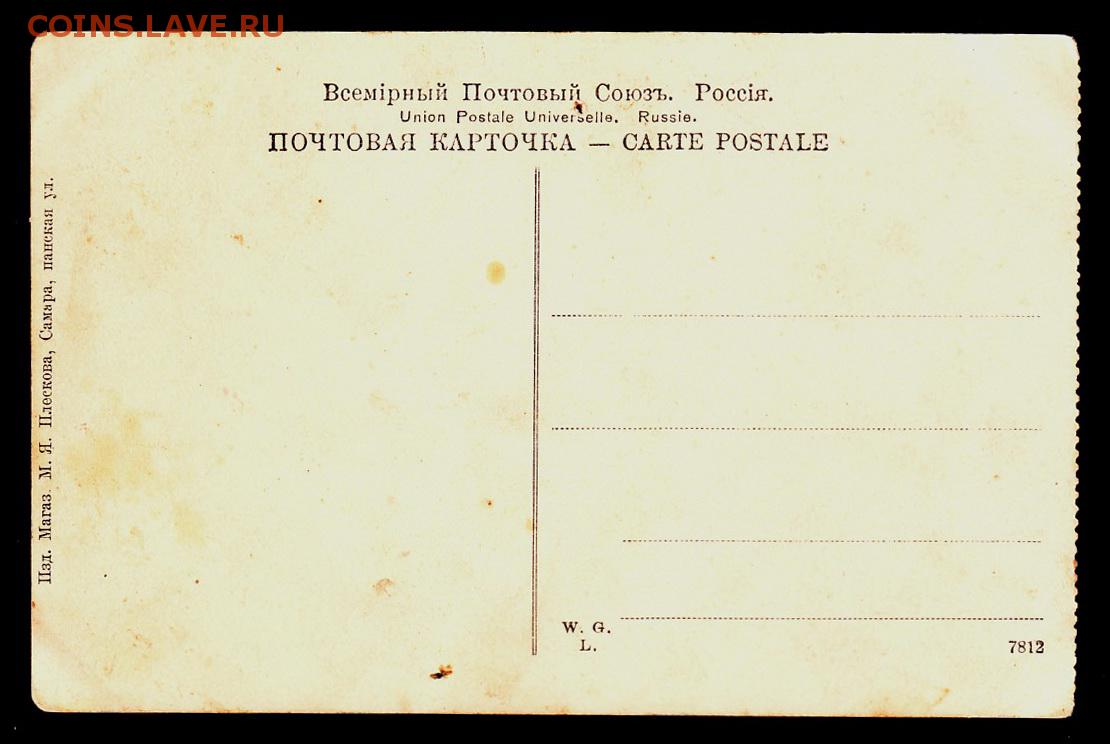 COINS.LAVE.RU
Всемірный Почтовый Союзъ. Россія.
Union Postale Universelle. Russie.
ПОЧТОВАЯ КАРТОЧКА — CARTE POSTALE
Изд. Магаз. М. Я. Плескова, Самара, панская ул.
W. G.
L.
7812